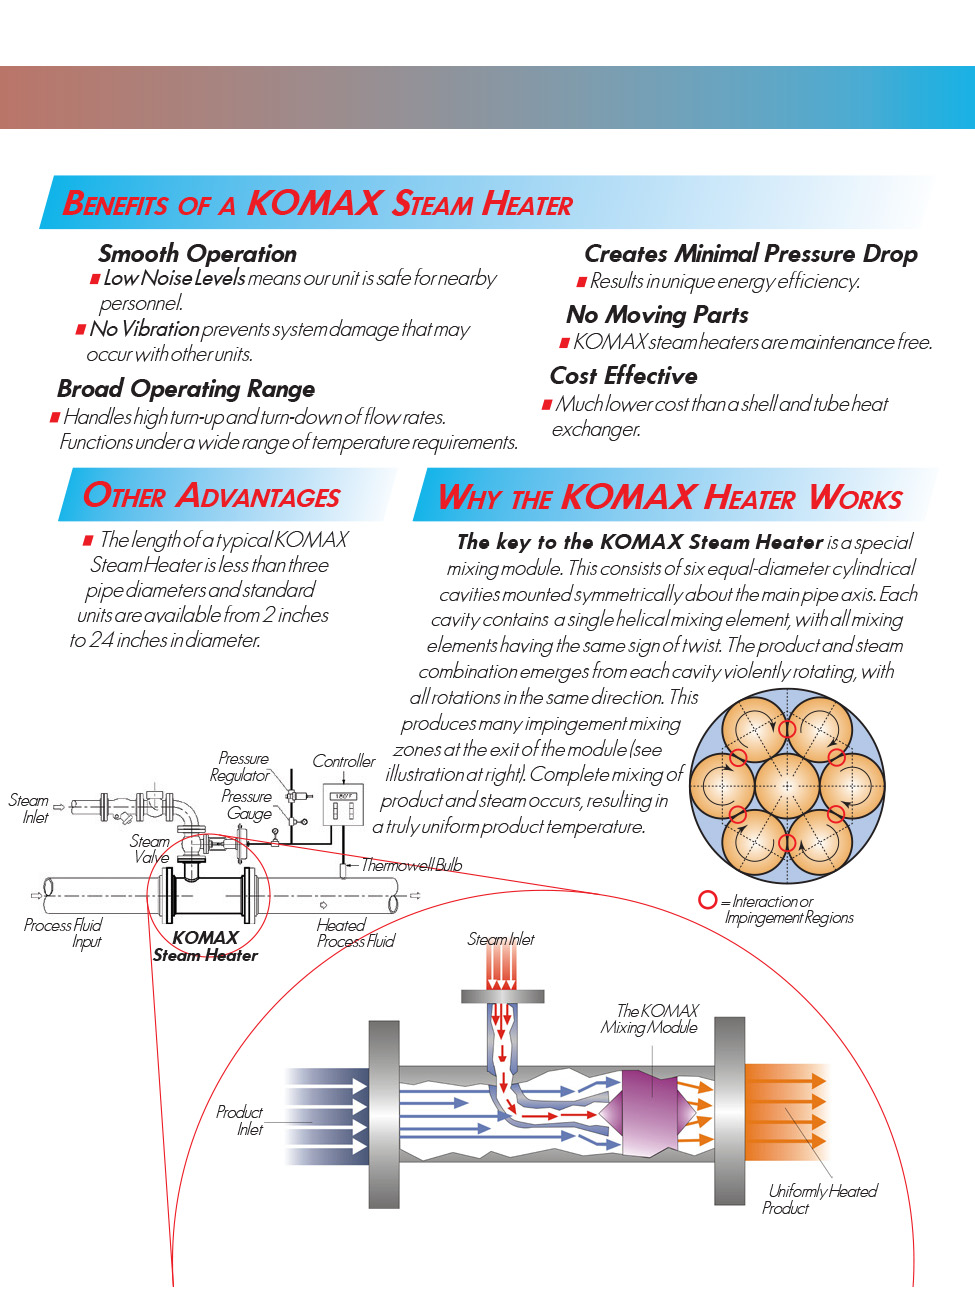 BENEFITS OF A KOMAX STEAM HEATER
Smooth Operation
Low Noise Levels means our unit is safe for nearby
personnel.
No Vibration prevents system damage that may
occur with other units.
Broad Operating Range
Handles high turn-up and turn-down of flow rates.
Functions under a wide range of temperature requirements.
Creates Minimal Pressure Drop
Results in unique energy efficiency.
No Moving Parts
KOMAX steam heaters are maintenance free.
Cost Effective
Much lower cost than a shell and tube heat
exchanger.
OTHER ADVANTAGES
The length of a typical KOMAX
Steam Heater is less than three
pipe diameters and standard
units are available from 2 inches
to 24 inches in diameter.
WHY THE KOMAX HEATER WORKS
The key to the KOMAX Steam Heater is a special
mixing module. This consists of six equal-diameter cylindrical
cavities mounted symmetrically about the main pipe axis. Each
cavity contains a single helical mixing element, with all mixing
elements having the same sign of twist. The product and steam
combination emerges from each cavity violently rotating, with
all rotations in the same direction. This
produces many impingement mixing
zones at the exit of the module (see
illustration at right). Complete mixing of
product and steam occurs, resulting in
a truly uniform product temperature.
= Interaction or
Impingement Regions
Pressure
Regulator
Controller
Pressure
Gauge
Steam
Inlet
Steam
Valve
Thermowell Bulb
Process Fluid
Input
KOMAX
Steam Heater
Heated
Process Fluid
Steam Inlet
The KOMAX
Mixing Module
Product
Inlet
Uniformly Heated
Product